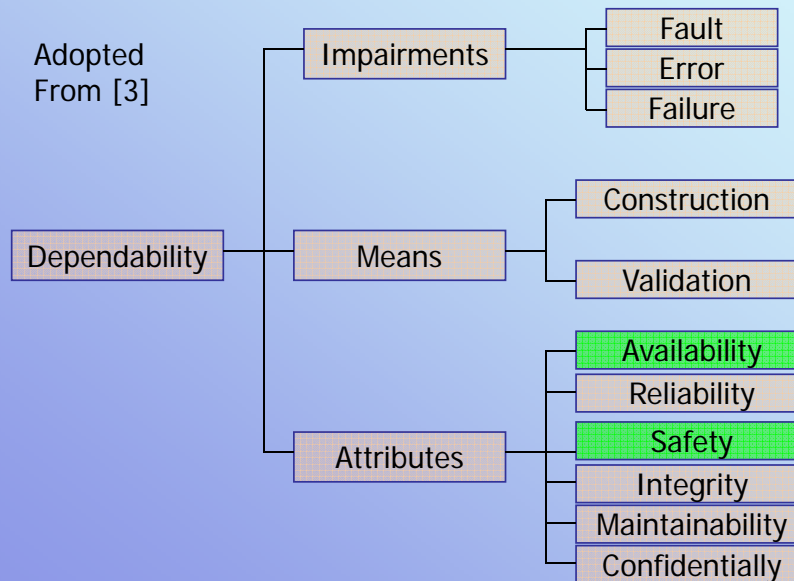 Adopted
From [3]
Dependability
Impairments
Fault
Error
Failure
Means
Construction
Validation
Attributes
Availability
Reliability
Safety
Integrity
Maintainability
Confidentially